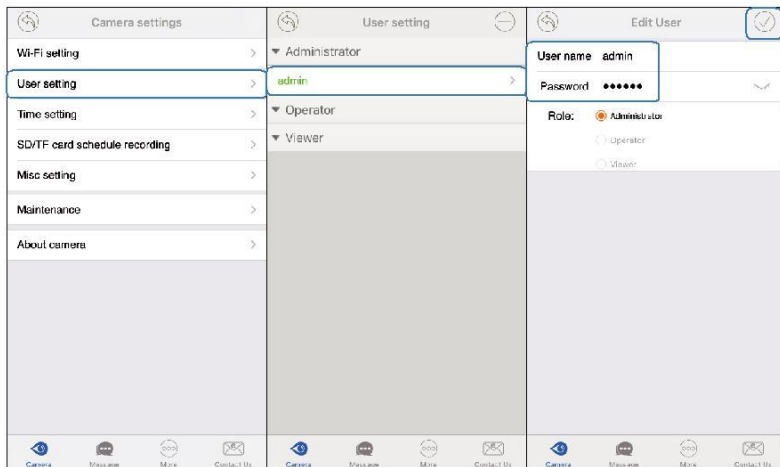 Camera settings
Wi-Fi setting
User setting
Time setting
SD/TF card schedule recording
Misc setting
Maintenance
About camera
Camera
Message
More
Contact Us
User setting
Administrator
admin
Operator
Viewer
Camera
Message
More
Contact Us
Edit User
User name admin
Password ••••••
Role: Administrator
Operator
Viewer
Camera
Message
More
Contact Us